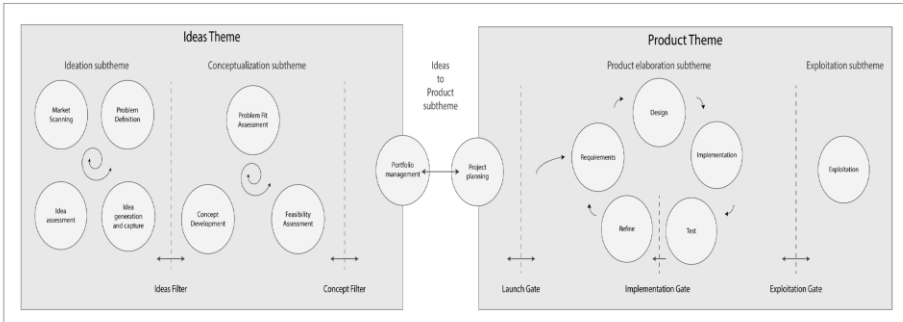 Ideas Theme
Ideation subtheme
Conceptualization subtheme
Market
Scanning
Problem
Definition
Idea
assessment
Idea
generation
and capture
Problem Fit
Assessment
Concept
Development
Feasibility
Assessment
Ideas Filter
Concept Filter
Ideas
to
Product
subtheme
Portfolio
management
Project
planning
Product Theme
Product elaboration subtheme
Exploitation subtheme
Design
Requirements
Implementation
Refine
Test
Exploitation
Launch Gate
Implementation Gate
Exploitation Gate